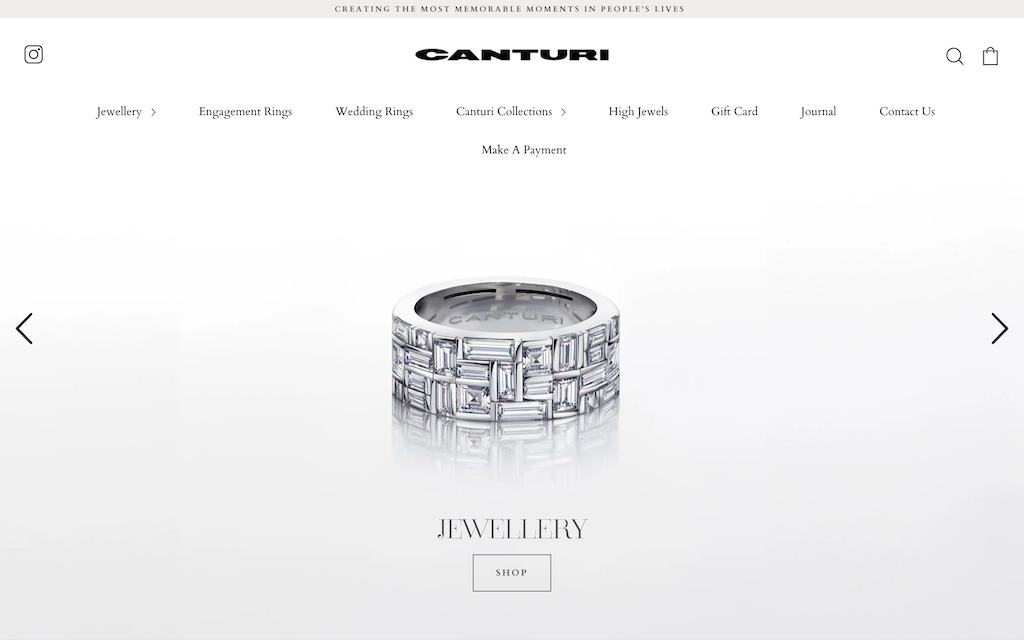 CREATING THE MOST MEMORABLE MOMENTS IN PEOPLE'S LIVES
CANTURI
Jewellery Engagement Rings Wedding Rings Canturi Collections High Jewels Gift Card Journal Contact Us
Make A Payment
CANTURI
JEWELLERY
SHOP